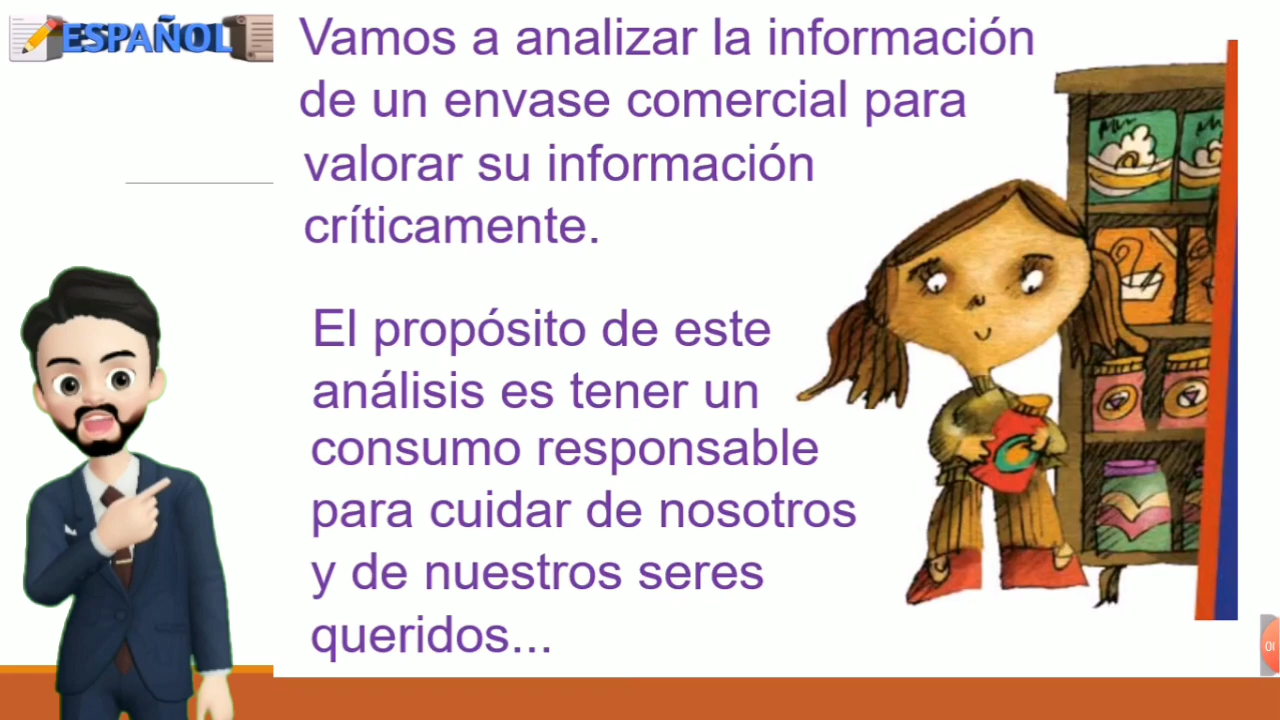 ESPAÑOL
Vamos a analizar la información
de un envase comercial para
valorar su información
críticamente.
El propósito de este
análisis es tener un
consumo responsable
para cuidar de nosotros
y de nuestros seres
queridos...